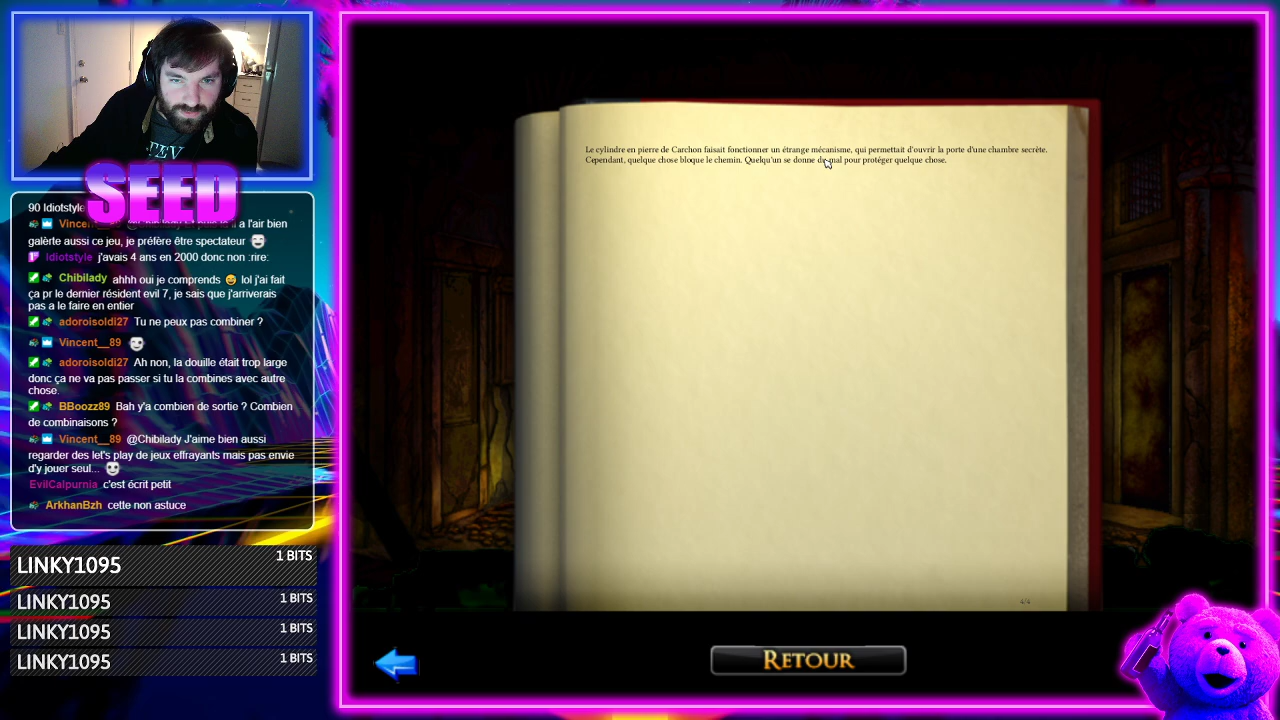 SEED
90 Idiotstyle
galèrte aussi ce jeu, je préfère être spectateur
Idiotstyle j'avais 4 ans en 2000 donc non :rire:
Chibilady ahhh oui je comprends lol j'ai fait
ça pr le dernier résident evil 7, je sais que j'arriverais
pas a le faire en entier
adoroisoldi27 Tu ne peux pas combiner ?
Vincent__89
adoroisoldi27 Ah non, la douille était trop large
donc ça ne va pas passer si tu la combines avec autre
chose.
BBoozz89 Bah y'a combien de sortie ? Combien
de combinaisons ?
Vincent__89 @Chibilady J'aime bien aussi
regarder des let's play de jeux effrayants mais pas envie
d'y jouer seul...
EvilCalpurnia c'est écrit petit
ArkhanBzh cette non astuce
LINKY1095 1 BITS
LINKY1095 1 BITS
LINKY1095 1 BITS
LINKY1095 1 BITS
Le cylindre en pierre de Carchon faisait fonctionner un étrange mécanisme, qui permettait d'ouvrir la porte d'une chambre secrète.
Cependant, quelque chose bloque le chemin. Quelqu'un se donne du mal pour protéger quelque chose.
RETOUR